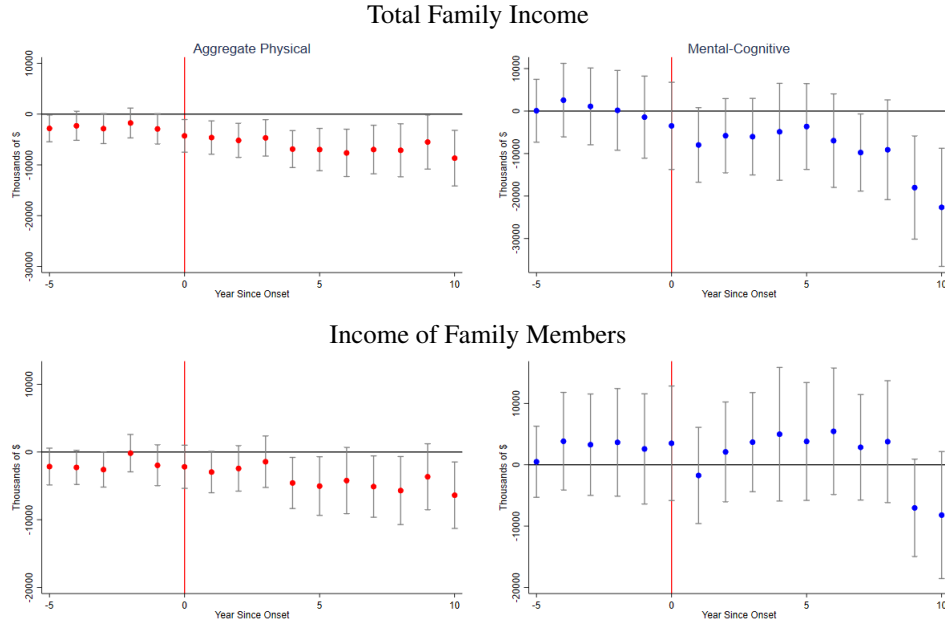 Total Family Income
Aggregate Physical
Thousands of $
10000
0
-10000
-20000
-30000
-5
0
5
10
Year Since Onset
Mental-Cognitive
Thousands of $
10000
0
-10000
-20000
-30000
-5
0
5
10
Year Since Onset
Income of Family Members
Thousands of $
10000
0
-10000
-20000
-5
0
5
10
Year Since Onset
Thousands of $
10000
0
-10000
-20000
-5
0
5
10
Year Since Onset